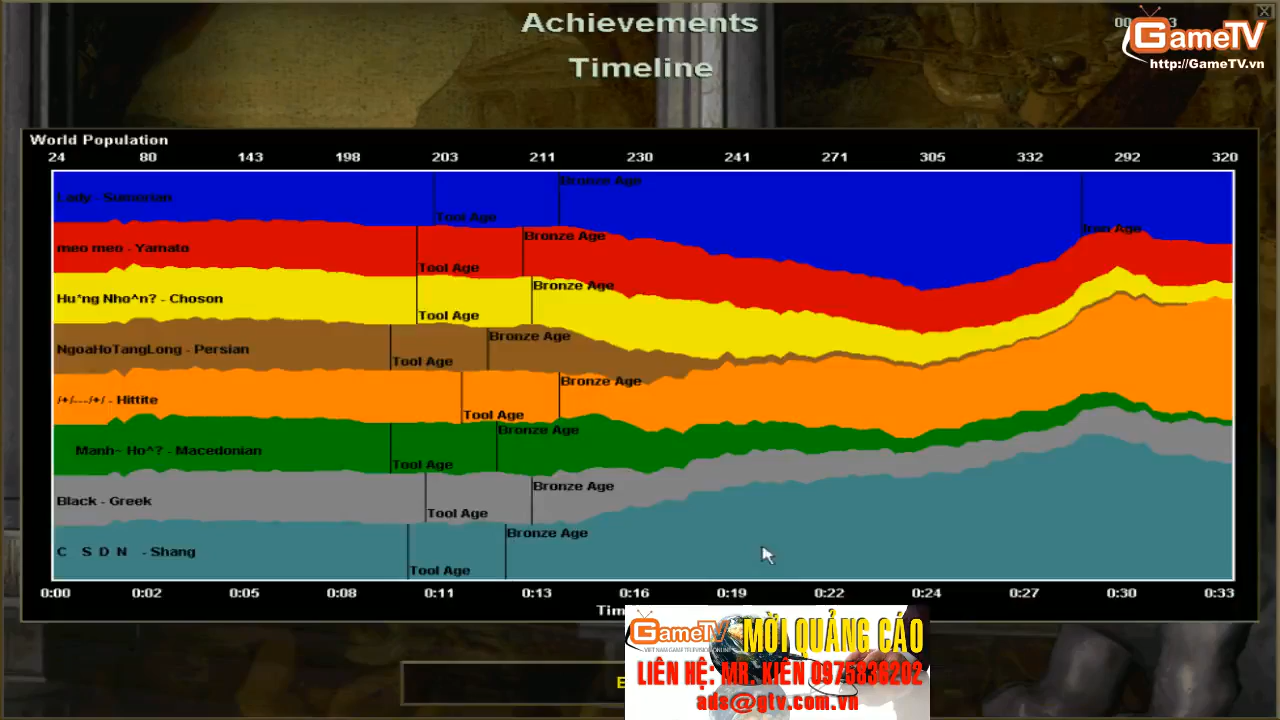 Achievements
Timeline
GameTV
http://GameTV.vn
World Population
24 80 143 198 203 211 230 241 271 305 332 292 320
Lady - Sumerian
Tool Age
Bronze Age
Iron Age
meo meo - Yamato
Tool Age
Bronze Age
Hu*ng Nho^n? - Choson
Tool Age
Bronze Age
NgoaHoTangLong - Persian
Tool Age
Bronze Age
- Hittite
Tool Age
Bronze Age
Manh~ Ho^? - Macedonian
Tool Age
Bronze Age
Black - Greek
Tool Age
Bronze Age
C S D N - Shang
Tool Age
Bronze Age
0:00 0:02 0:05 0:08 0:11 0:13 0:16 0:19 0:22 0:24 0:27 0:30 0:33
GameTV
VIET NAM GAME TELEVISION ONLINE
MỜI QUẢNG CÁO
LIÊN HỆ: MR. KIÊN 0975838202
ads@gtv.com.vn